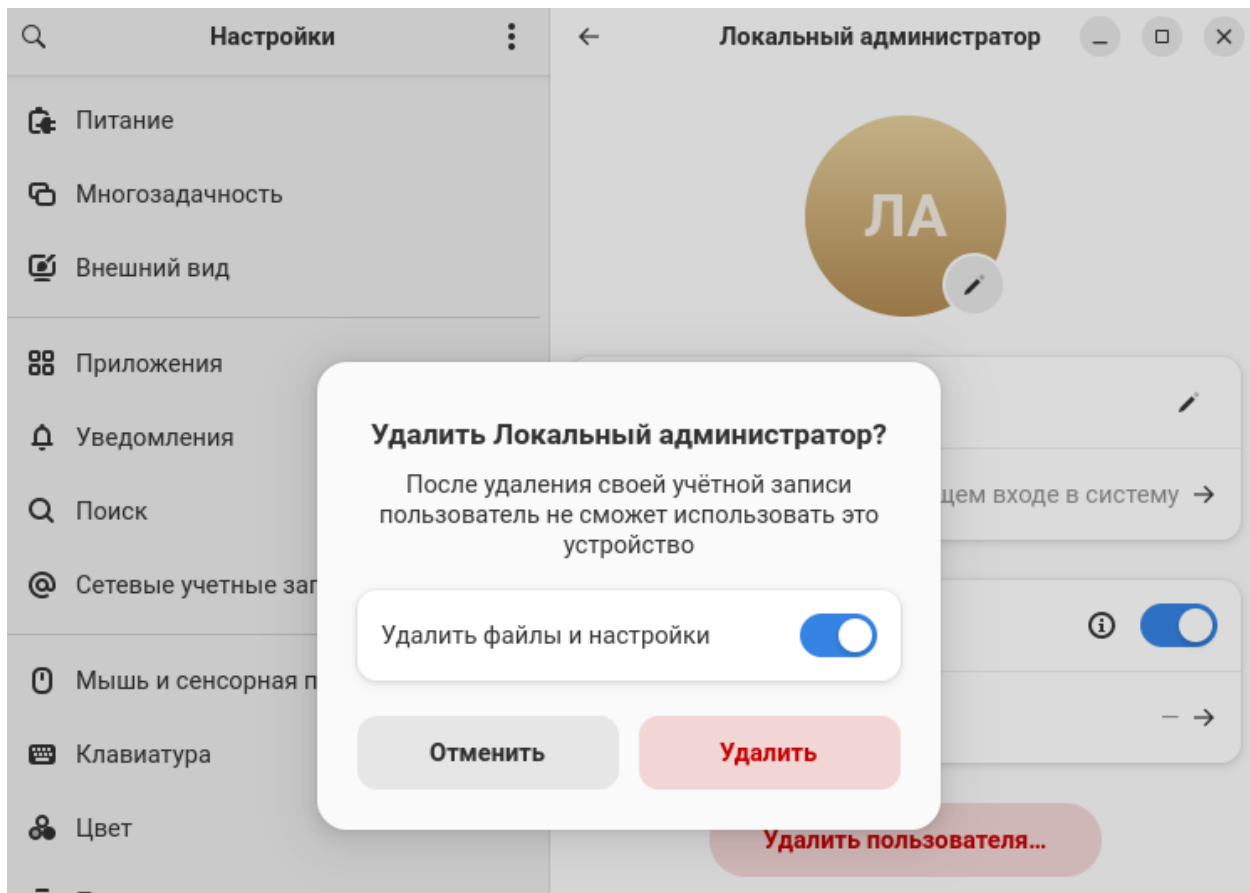 Настройки
Питание
Многозадачность
Внешний вид
Приложения
Уведомления
Поиск
Сетевые учетные
Мышь и сенсорная
Клавиатура
Цвет
Локальный администратор
ЛА
входе в систему
Удалить пользователя...
Удалить Локальный администратор?
После удаления своей учётной записи
пользователь не сможет использовать это
устройство
Удалить файлы и настройки
Отменить
Удалить